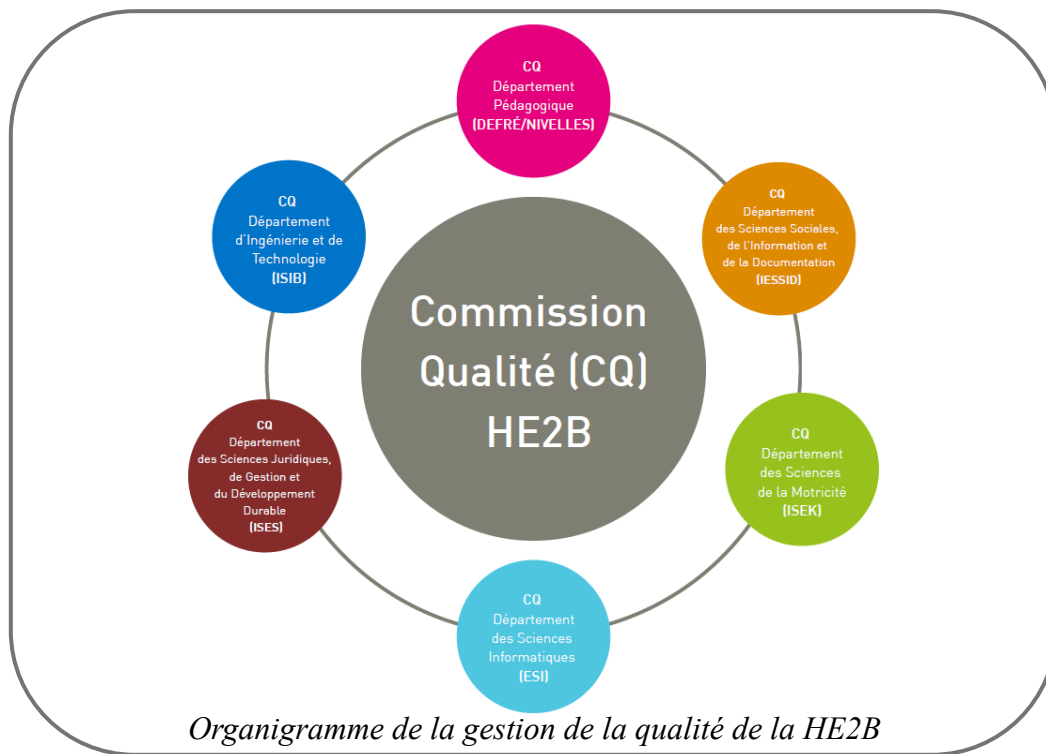 CQ
Département
Pédagogique
(DEFRÉ/NIVELLES)
CQ
Département
d'Ingénierie et de
Technologie
(ISIB)
CQ
Département
des Sciences Sociales,
de l'Information et
de la Documentation
(IESSID)
Commission
Qualité (CQ)
HE2B
CQ
Département
des Sciences Juridiques,
de Gestion et
du Développement
Durable
(ISES)
CQ
Département
des Sciences
de la Motricité
(ISEK)
CQ
Département
des Sciences
Informatiques
(ESI)
Organigramme de la gestion de la qualité de la HE2B